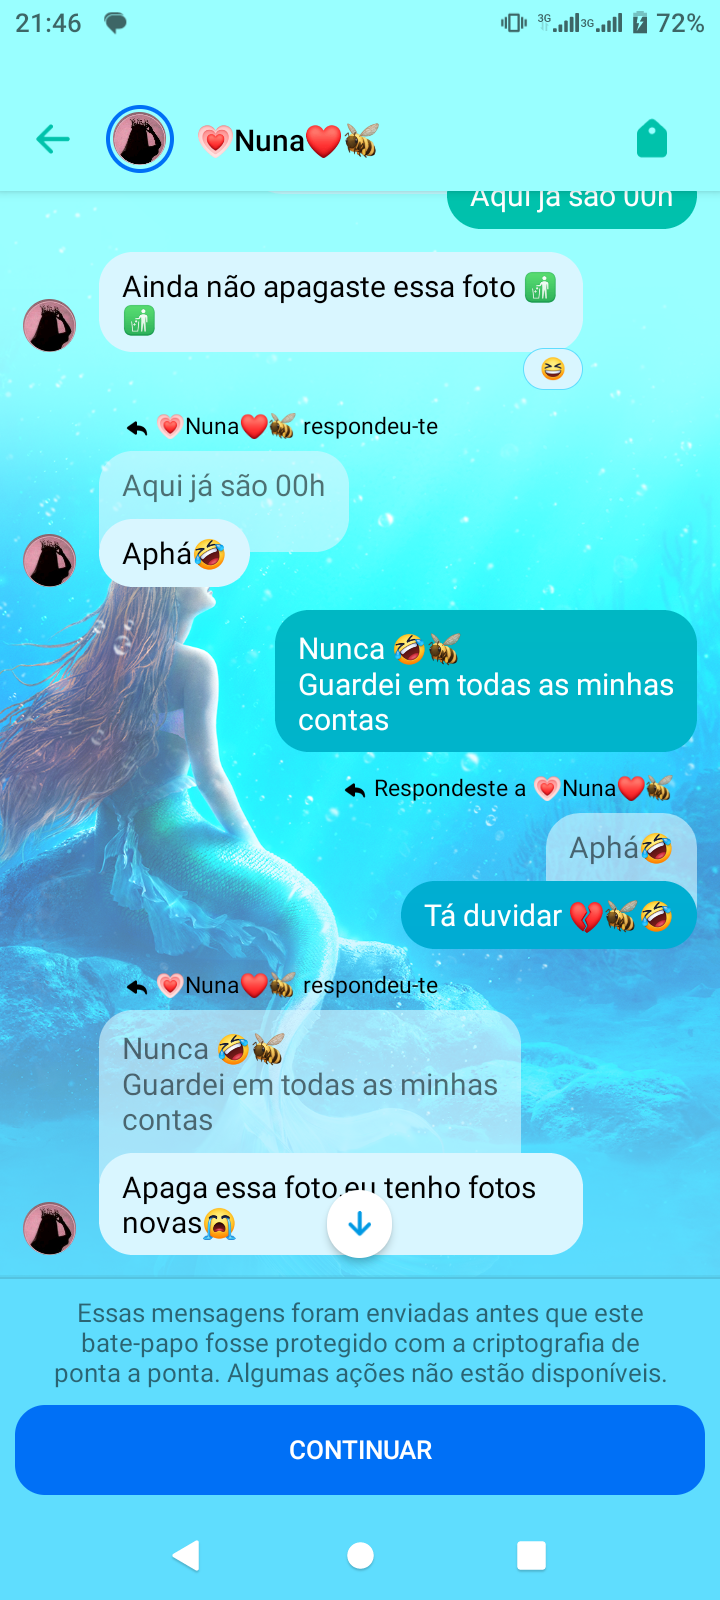 21:46 3G 3G 72%
💗Nuna❤️🐝
Aqui já são 00h
Ainda não apagaste essa foto 🚮
🚮
😆
💗Nuna❤️🐝 respondeu-te
Aqui já são 00h
Aphá🤣
Nunca 🤣🐝
Guardei em todas as minhas
contas
Respondeste a 💗Nuna❤️🐝
Aphá🤣
Tá duvidar 💔🐝🤣
💗Nuna❤️🐝 respondeu-te
Nunca 🤣🐝
Guardei em todas as minhas
contas
Apaga essa foto,eu tenho fotos
novas😭
Essas mensagens foram enviadas antes que este
bate-papo fosse protegido com a criptografia de
ponta a ponta. Algumas ações não estão disponíveis.
CONTINUAR